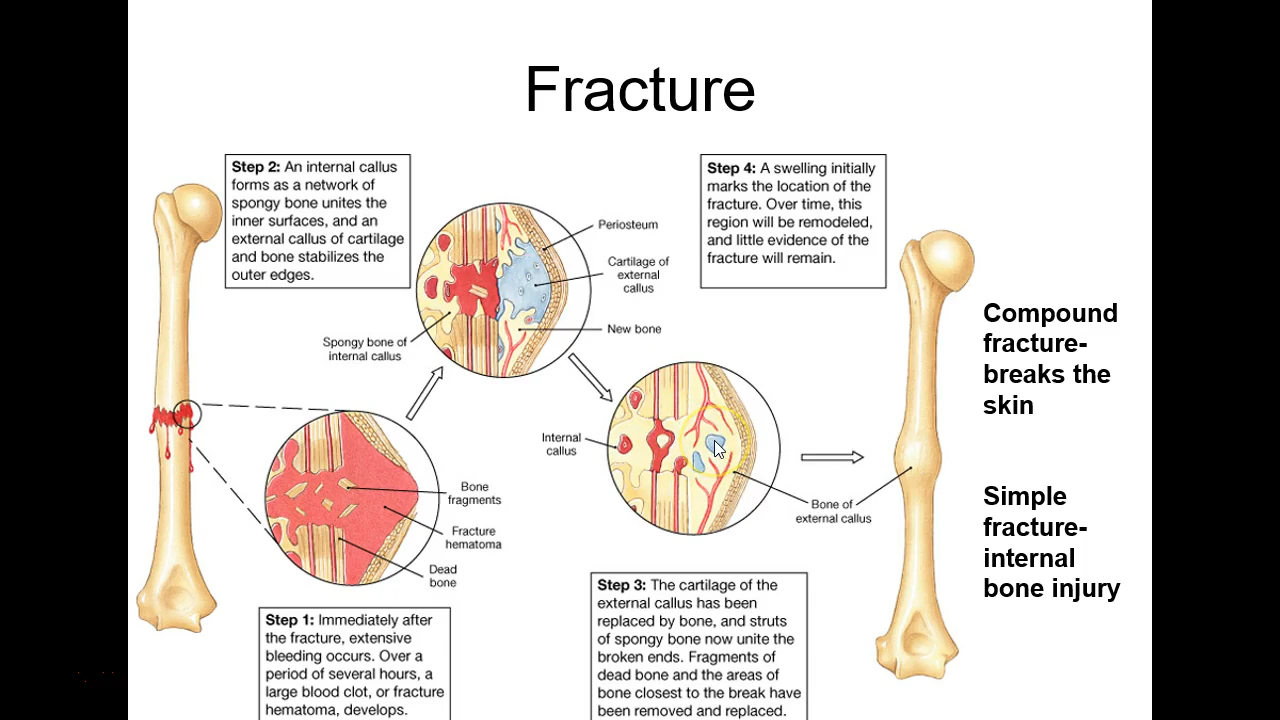 Fracture
Step 2: An internal callus
forms as a network of
spongy bone unites the
inner surfaces, and an
external callus of cartilage
and bone stabilizes the
outer edges.
Step 4: A swelling initially
marks the location of the
fracture. Over time, this
region will be remodeled,
and little evidence of the
fracture will remain.
Periosteum
Cartilage of
external
callus
New bone
Spongy bone of
internal callus
Compound
fracture-
breaks the
skin
Internal
callus
Bone
fragments
Fracture
hematoma
Dead
bone
Bone of
external callus
Simple
fracture-
internal
bone injury
Step 1: Immediately after
the fracture, extensive
bleeding occurs. Over a
period of several hours, a
large blood clot, or fracture
hematoma, develops.
Step 3: The cartilage of the
external callus has been
replaced by bone, and struts
of spongy bone now unite the
broken ends. Fragments of
dead bone and the areas of
bone closest to the break have
been removed and replaced.